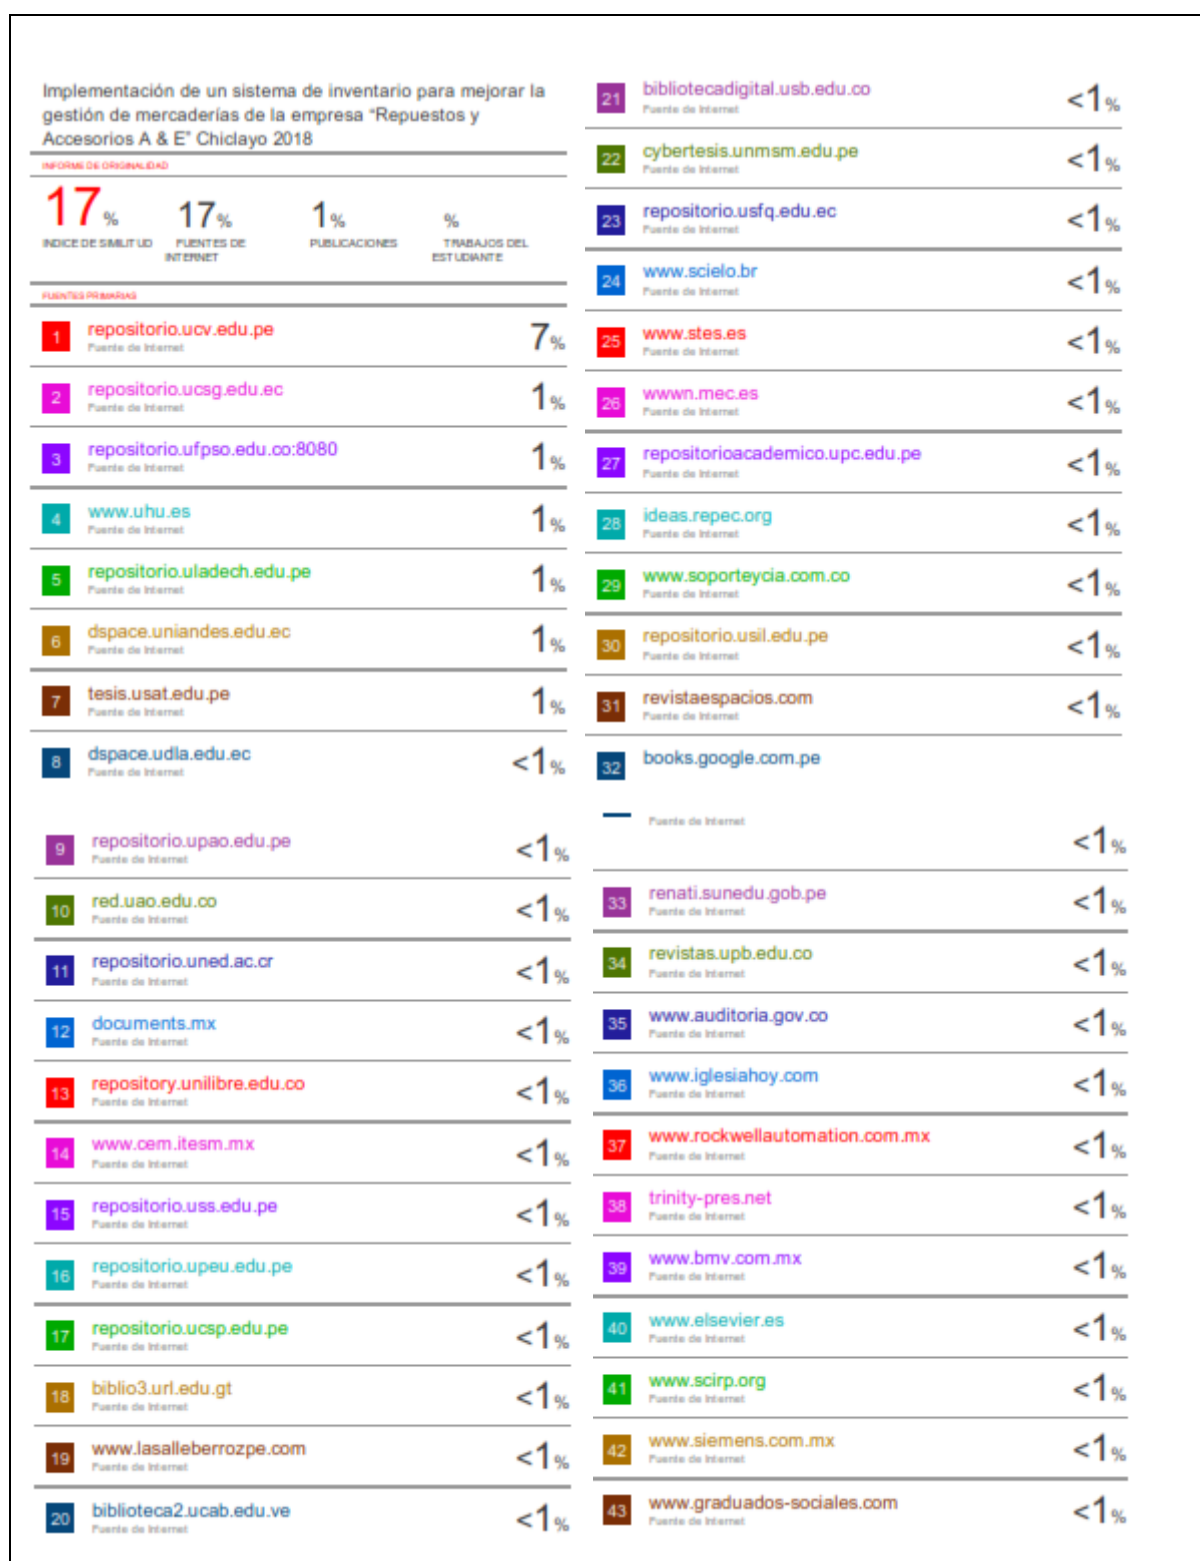 Implementación de un sistema de inventario para mejorar la
gestión de mercaderías de la empresa “Repuestos y
Accesorios A & E” Chiclayo 2018
INFORME DE ORIGINALIDAD
17% 17% 1% %
INDICE DE SIMILITUD FUENTES DE PUBLICACIONES TRABAJOS DEL
INTERNET ESTUDIANTE
FUENTES PRIMARIAS
1 repositorio.ucv.edu.pe 7%
Fuente de Internet
2 repositorio.ucsg.edu.ec 1%
Fuente de Internet
3 repositorio.ufpso.edu.co:8080 1%
Fuente de Internet
4 www.uhu.es 1%
Fuente de Internet
5 repositorio.uladech.edu.pe 1%
Fuente de Internet
6 dspace.uniandes.edu.ec 1%
Fuente de Internet
7 tesis.usat.edu.pe 1%
Fuente de Internet
8 dspace.udla.edu.ec <1%
Fuente de Internet
9 repositorio.upao.edu.pe <1%
Fuente de Internet
10 red.uao.edu.co <1%
Fuente de Internet
11 repositorio.uned.ac.cr <1%
Fuente de Internet
12 documents.mx <1%
Fuente de Internet
13 repository.unilibre.edu.co <1%
Fuente de Internet
14 www.cem.itesm.mx <1%
Fuente de Internet
15 repositorio.uss.edu.pe <1%
Fuente de Internet
16 repositorio.upeu.edu.pe <1%
Fuente de Internet
17 repositorio.ucsp.edu.pe <1%
Fuente de Internet
18 biblio3.url.edu.gt <1%
Fuente de Internet
19 www.lasalleberrozpe.com <1%
Fuente de Internet
20 biblioteca2.ucab.edu.ve <1%
Fuente de Internet
21 bibliotecadigital.usb.edu.co <1%
Fuente de Internet
22 cybertesis.unmsm.edu.pe <1%
Fuente de Internet
23 repositorio.usfq.edu.ec <1%
Fuente de Internet
24 www.scielo.br <1%
Fuente de Internet
25 www.stes.es <1%
Fuente de Internet
26 wwwn.mec.es <1%
Fuente de Internet
27 repositorioacademico.upc.edu.pe <1%
Fuente de Internet
28 ideas.repec.org <1%
Fuente de Internet
29 www.soporteycia.com.co <1%
Fuente de Internet
30 repositorio.usil.edu.pe <1%
Fuente de Internet
31 revistaespacios.com <1%
Fuente de Internet
32 books.google.com.pe
Fuente de Internet
<1%
33 renati.sunedu.gob.pe <1%
Fuente de Internet
34 revistas.upb.edu.co <1%
Fuente de Internet
35 www.auditoria.gov.co <1%
Fuente de Internet
36 www.iglesiahoy.com <1%
Fuente de Internet
37 www.rockwellautomation.com.mx <1%
Fuente de Internet
38 trinity-pres.net <1%
Fuente de Internet
39 www.bmv.com.mx <1%
Fuente de Internet
40 www.elsevier.es <1%
Fuente de Internet
41 www.scirp.org <1%
Fuente de Internet
42 www.siemens.com.mx <1%
Fuente de Internet
43 www.graduados-sociales.com <1%
Fuente de Internet